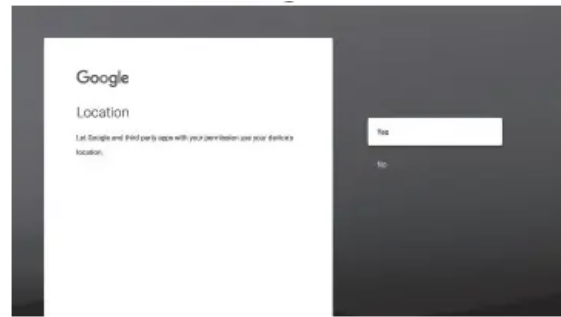 Google
Location
Let Google and third party apps with your permission use your device's
location.
Yes
No